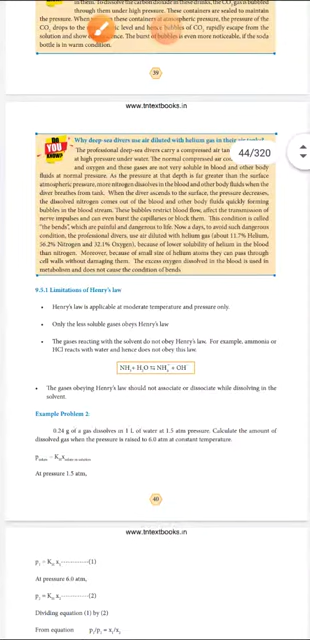 through them under high pressure. These containers are sealed to maintain
the pressure. When these containers at atmospheric pressure, the pressure of the
CO₂ drops to the level and bubbles of CO₂ rapidly escape from the
solution and show effervescence. The burst of bubbles is even more noticeable, if the soda
bottle is in warm condition.
39
www.tntextbooks.in
DO YOU KNOW?
Why deep-sea divers use air diluted with helium gas in their
The professional deep-sea divers carry a compressed air
at high pressure under water. The normal compressed air
and oxygen and these gases are not very soluble in blood and other body
fluids at normal pressure. As the pressure at that depth is far greater than the surface
atmospheric pressure, more nitrogen dissolves in the blood and other body fluids when the
diver breathes from tank. When the diver ascends to the surface, the pressure decreases,
the dissolved nitrogen comes out of the blood and other body fluids quickly forming
bubbles in the blood stream. These bubbles restrict blood flow, affect the transmission of
nerve impulses and can even burst the capillaries or block them. This condition is called
"the bends", which are painful and dangerous to life. Now a days, to avoid such dangerous
condition, the professional divers, use air diluted with helium gas (about 11.7% Helium,
56.2% Nitrogen and 32.1% Oxygen), because of lower solubility of helium in the blood
than nitrogen. Moreover, because of small size of helium atoms they can pass through
cell walls without damaging them. The excess oxygen dissolved in the blood is used in
metabolism and does not cause the condition of bends
44/320
9.5.1 Limitations of Henry's law
• Henry's law is applicable at moderate temperature and pressure only.
• Only the less soluble gases obeys Henry's law
• The gases reacting with the solvent do not obey Henry's law. For example, ammonia or
HCl reacts with water and hence does not obey this law.
NH₃+ H₂O ⇆ NH₄⁺ + OH⁻
• The gases obeying Henry's law should not associate or dissociate while dissolving in the
solvent.
Example Problem 2.
0.24 g of a gas dissolves in 1 L of water at 1.5 atm pressure. Calculate the amount of
dissolved gas when the pressure is raised to 6.0 atm at constant temperature.
p solute = K H x solute in solution
At pressure 1.5 atm,
40
www.tntextbooks.in
p₁ = K H x₁--------------(1)
At pressure 6.0 atm,
p₂ = K H x₂--------------(2)
Dividing equation (1) by (2)
From equation p₁/p₂ = x₁/x₂